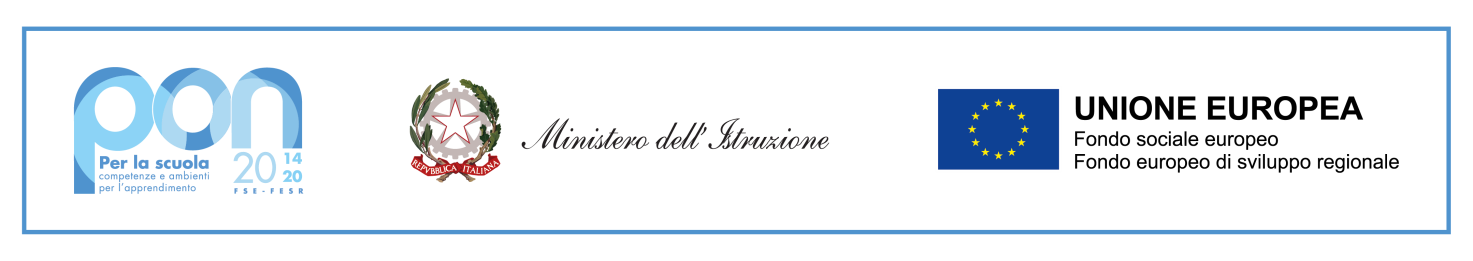 pon
Per la scuola
competenze e ambienti
per l'apprendimento
20 14
20
FSE-FESR
REPVBBLICA ITALIANA
Ministero dell'Istruzione
UNIONE EUROPEA
Fondo sociale europeo
Fondo europeo di sviluppo regionale